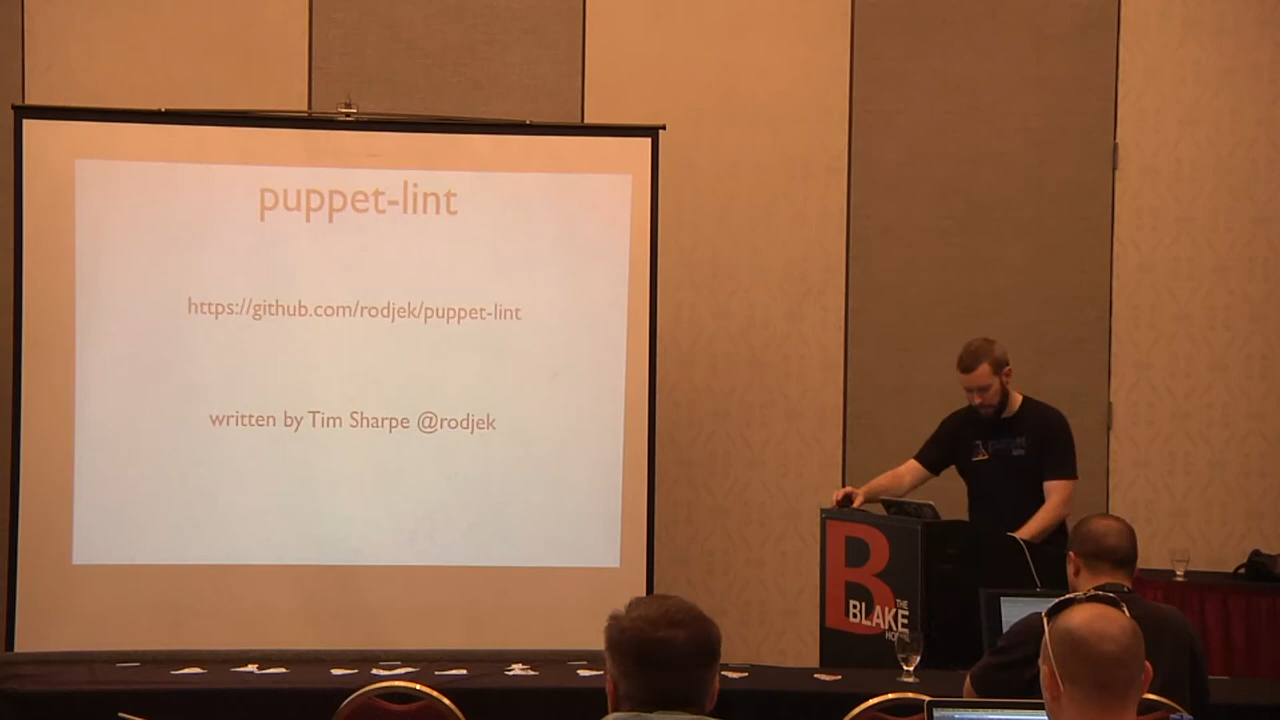 puppet-lint
https://github.com/rodjek/puppet-lint
written by Tim Sharpe @rodjek
B
THE
BLAKE